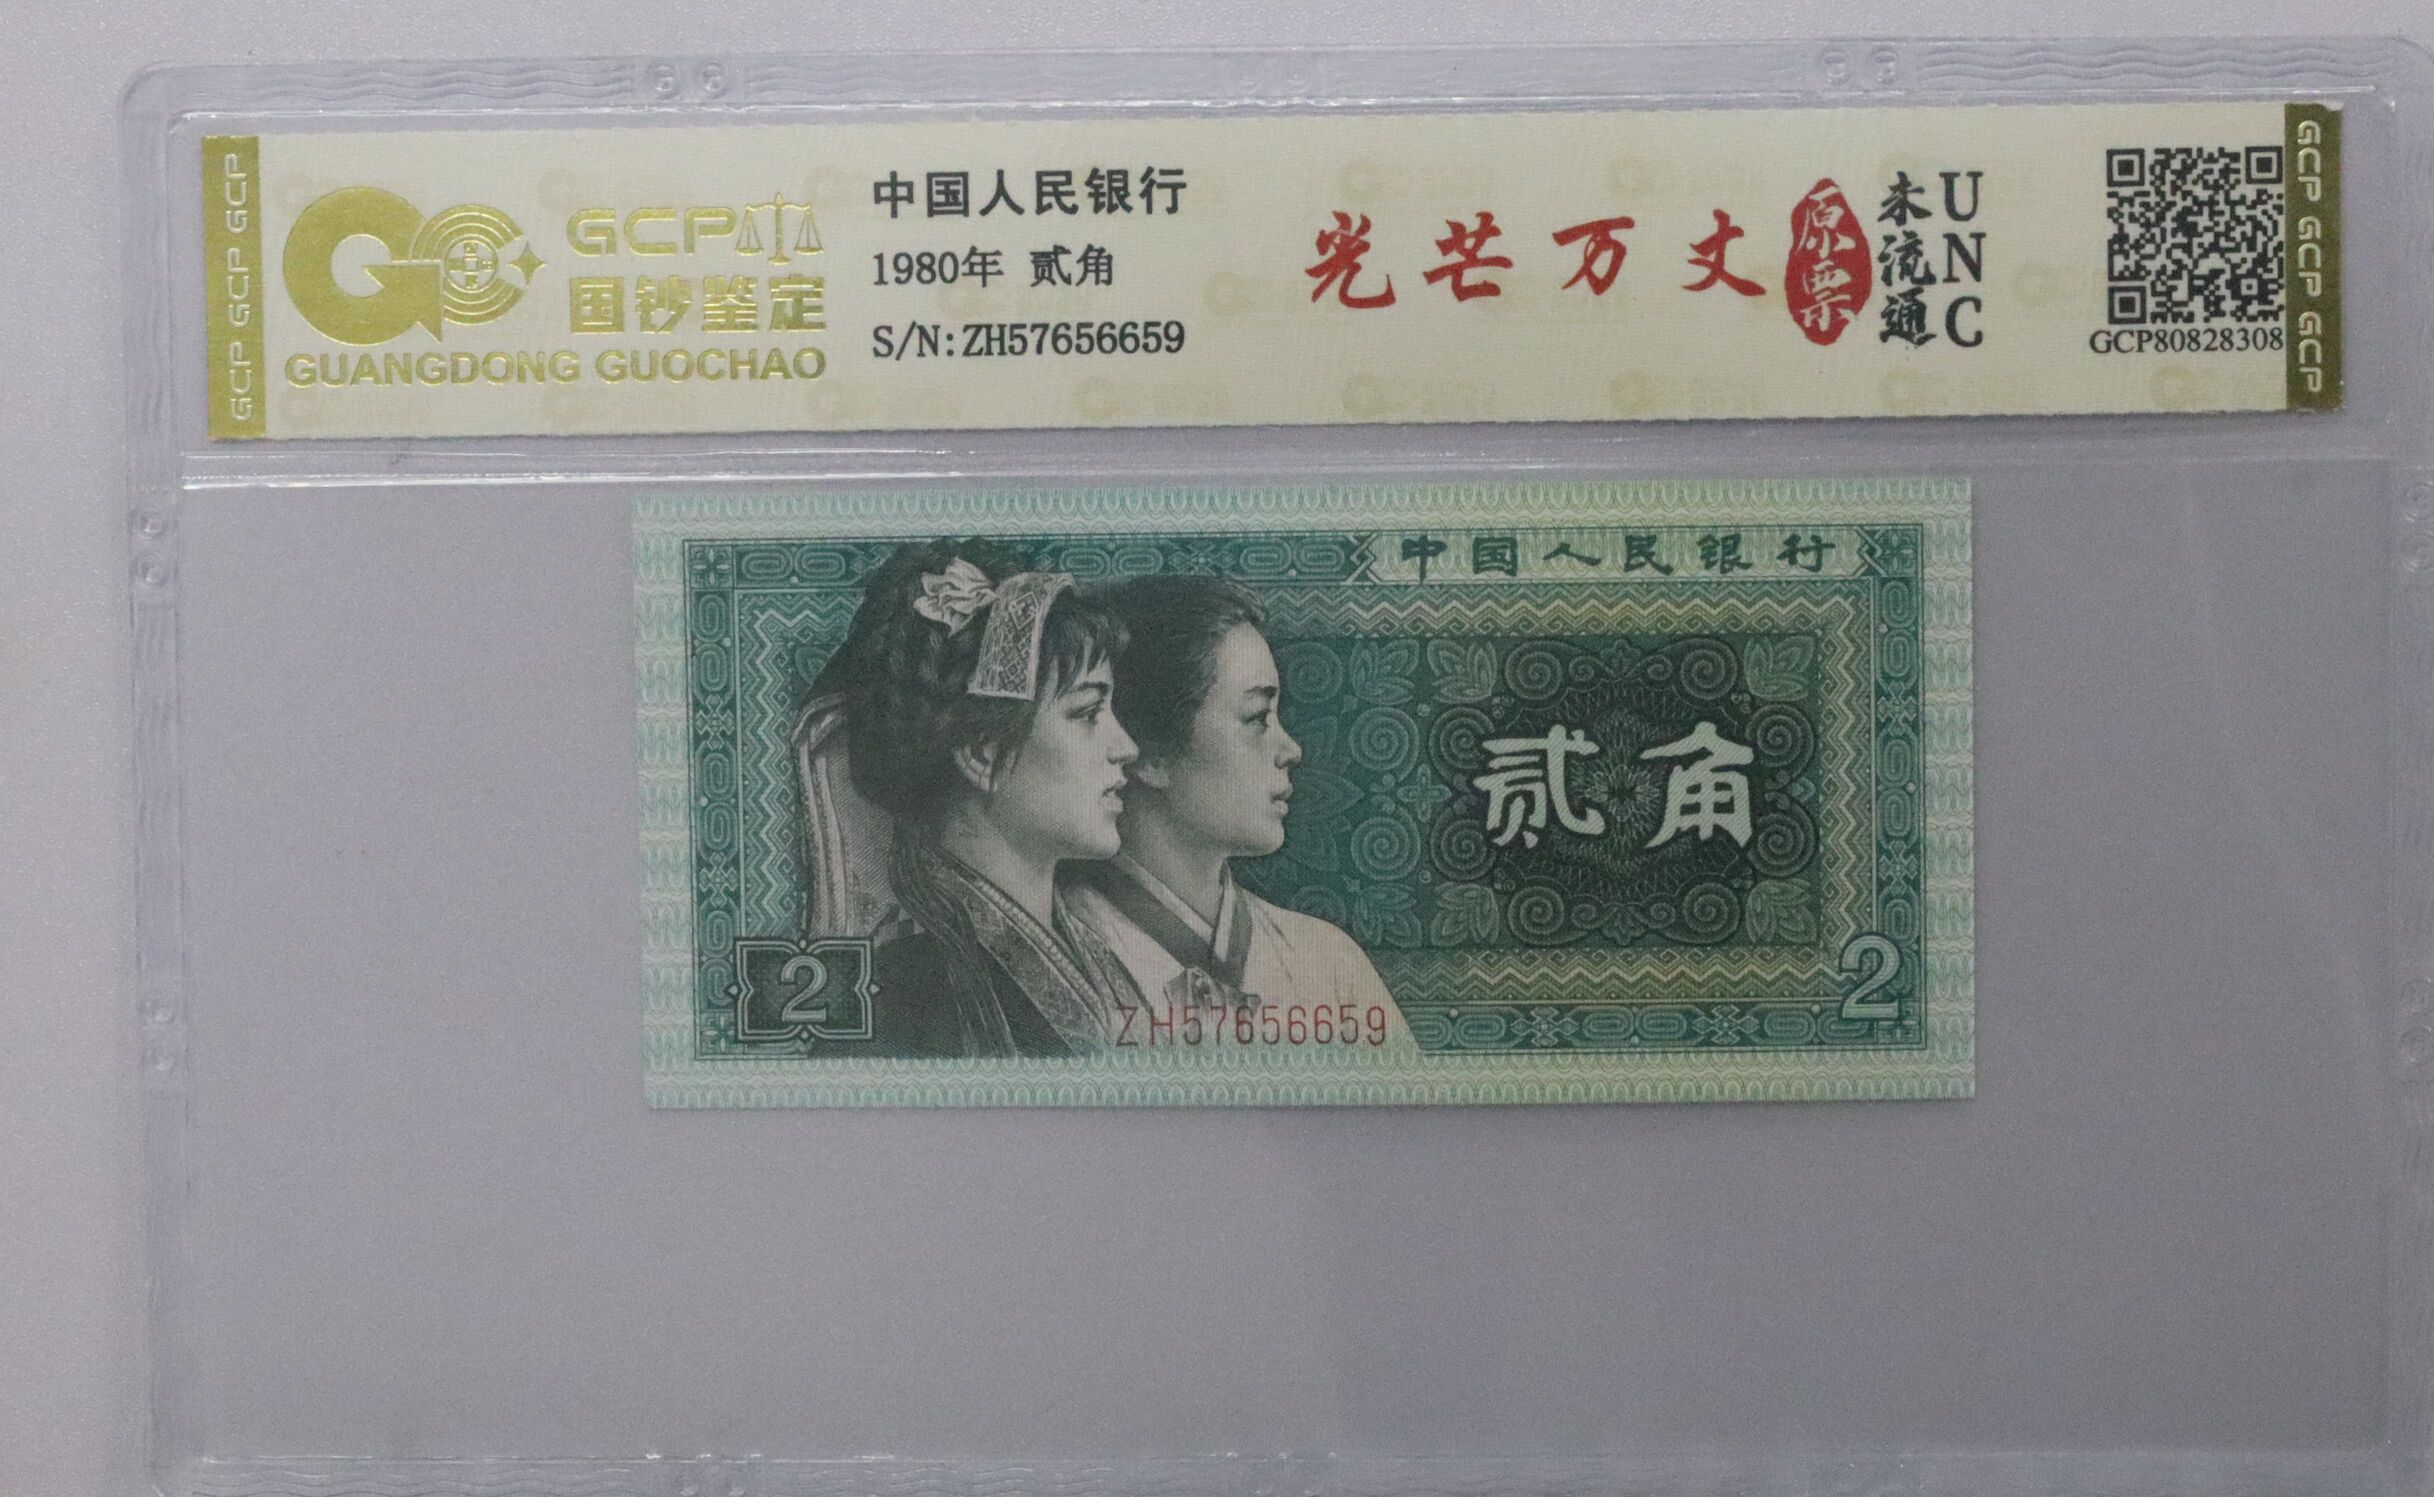 GCP GCP GCP
GCP
国钞鉴定
GUANGDONG GUOCHAO
中国人民银行
1980年 贰角
S/N:ZH57656659
光芒万丈
原票
未流通
UNC
GCP80828308
GCP GCP GCP
中国人民银行
贰角
2
2
ZH57656659